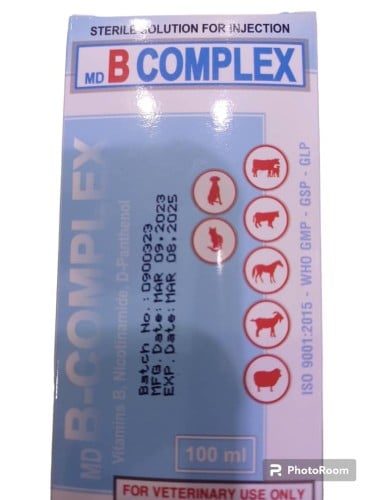 STERILE SOLUTION FOR INJECTION
MD B COMPLEX
MD B-COMPLEX
Vitamins B, Nicotinamide, D-Panthenol
Batch No.: 0900323
MFG. Date: MAR 09, 2023
EXP. Date: MAR 08, 2025
ISO 9001:2015 - WHO GMP - GSP - GLP
100 ml
FOR VETERINARY USE ONLY
PhotoRoom